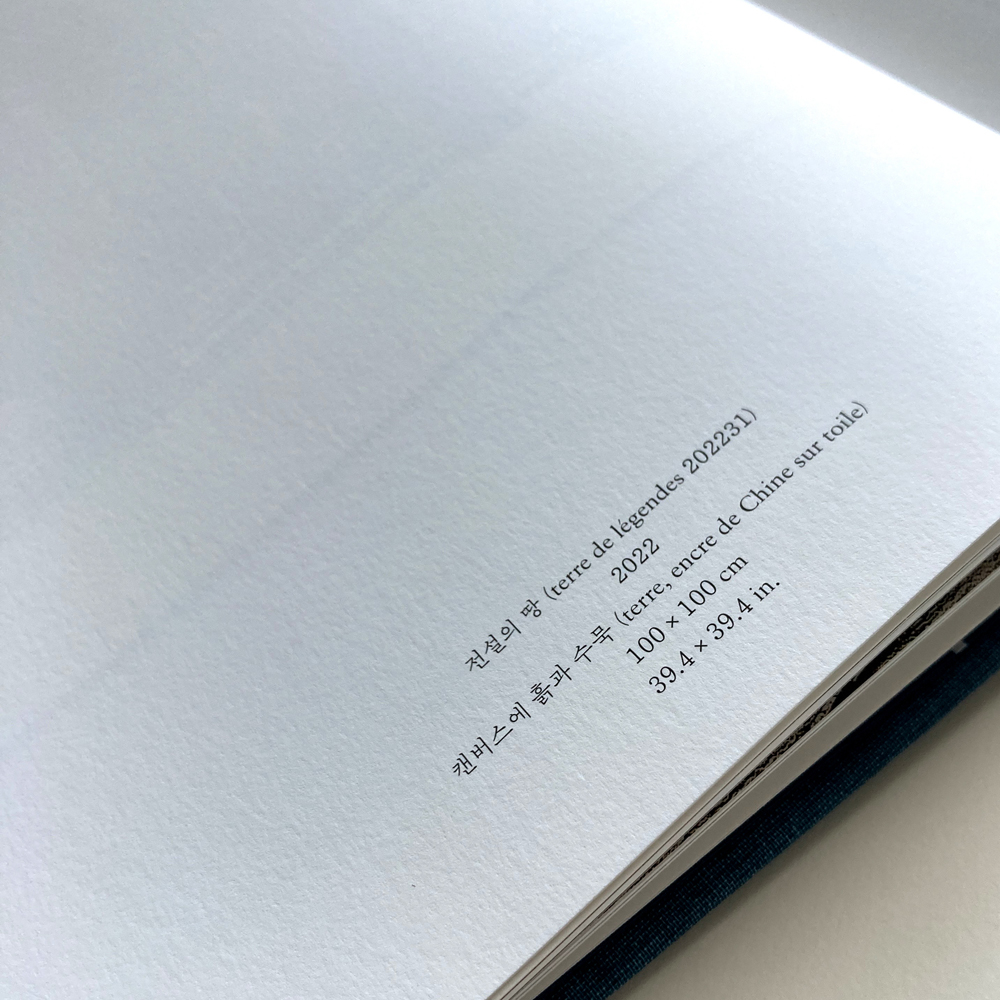 전설의 땅 (terre de légendes 202231)
2022
캔버스에 흙과 수묵 (terre, encre de Chine sur toile)
100 × 100 cm
39.4 × 39.4 in.